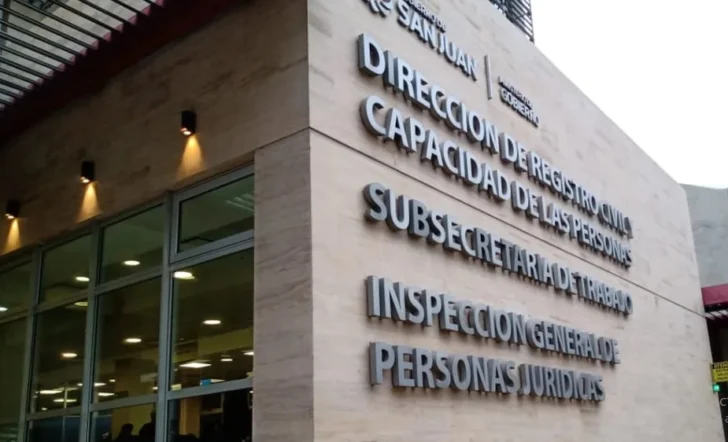 SAN JUAN
GOBIERNO
DIRECCION DE REGISTRO CIVIL Y
CAPACIDAD DE LAS PERSONAS
SUBSECRETARIA DE TRABAJO
INSPECCION GENERAL DE
PERSONAS JURIDICAS